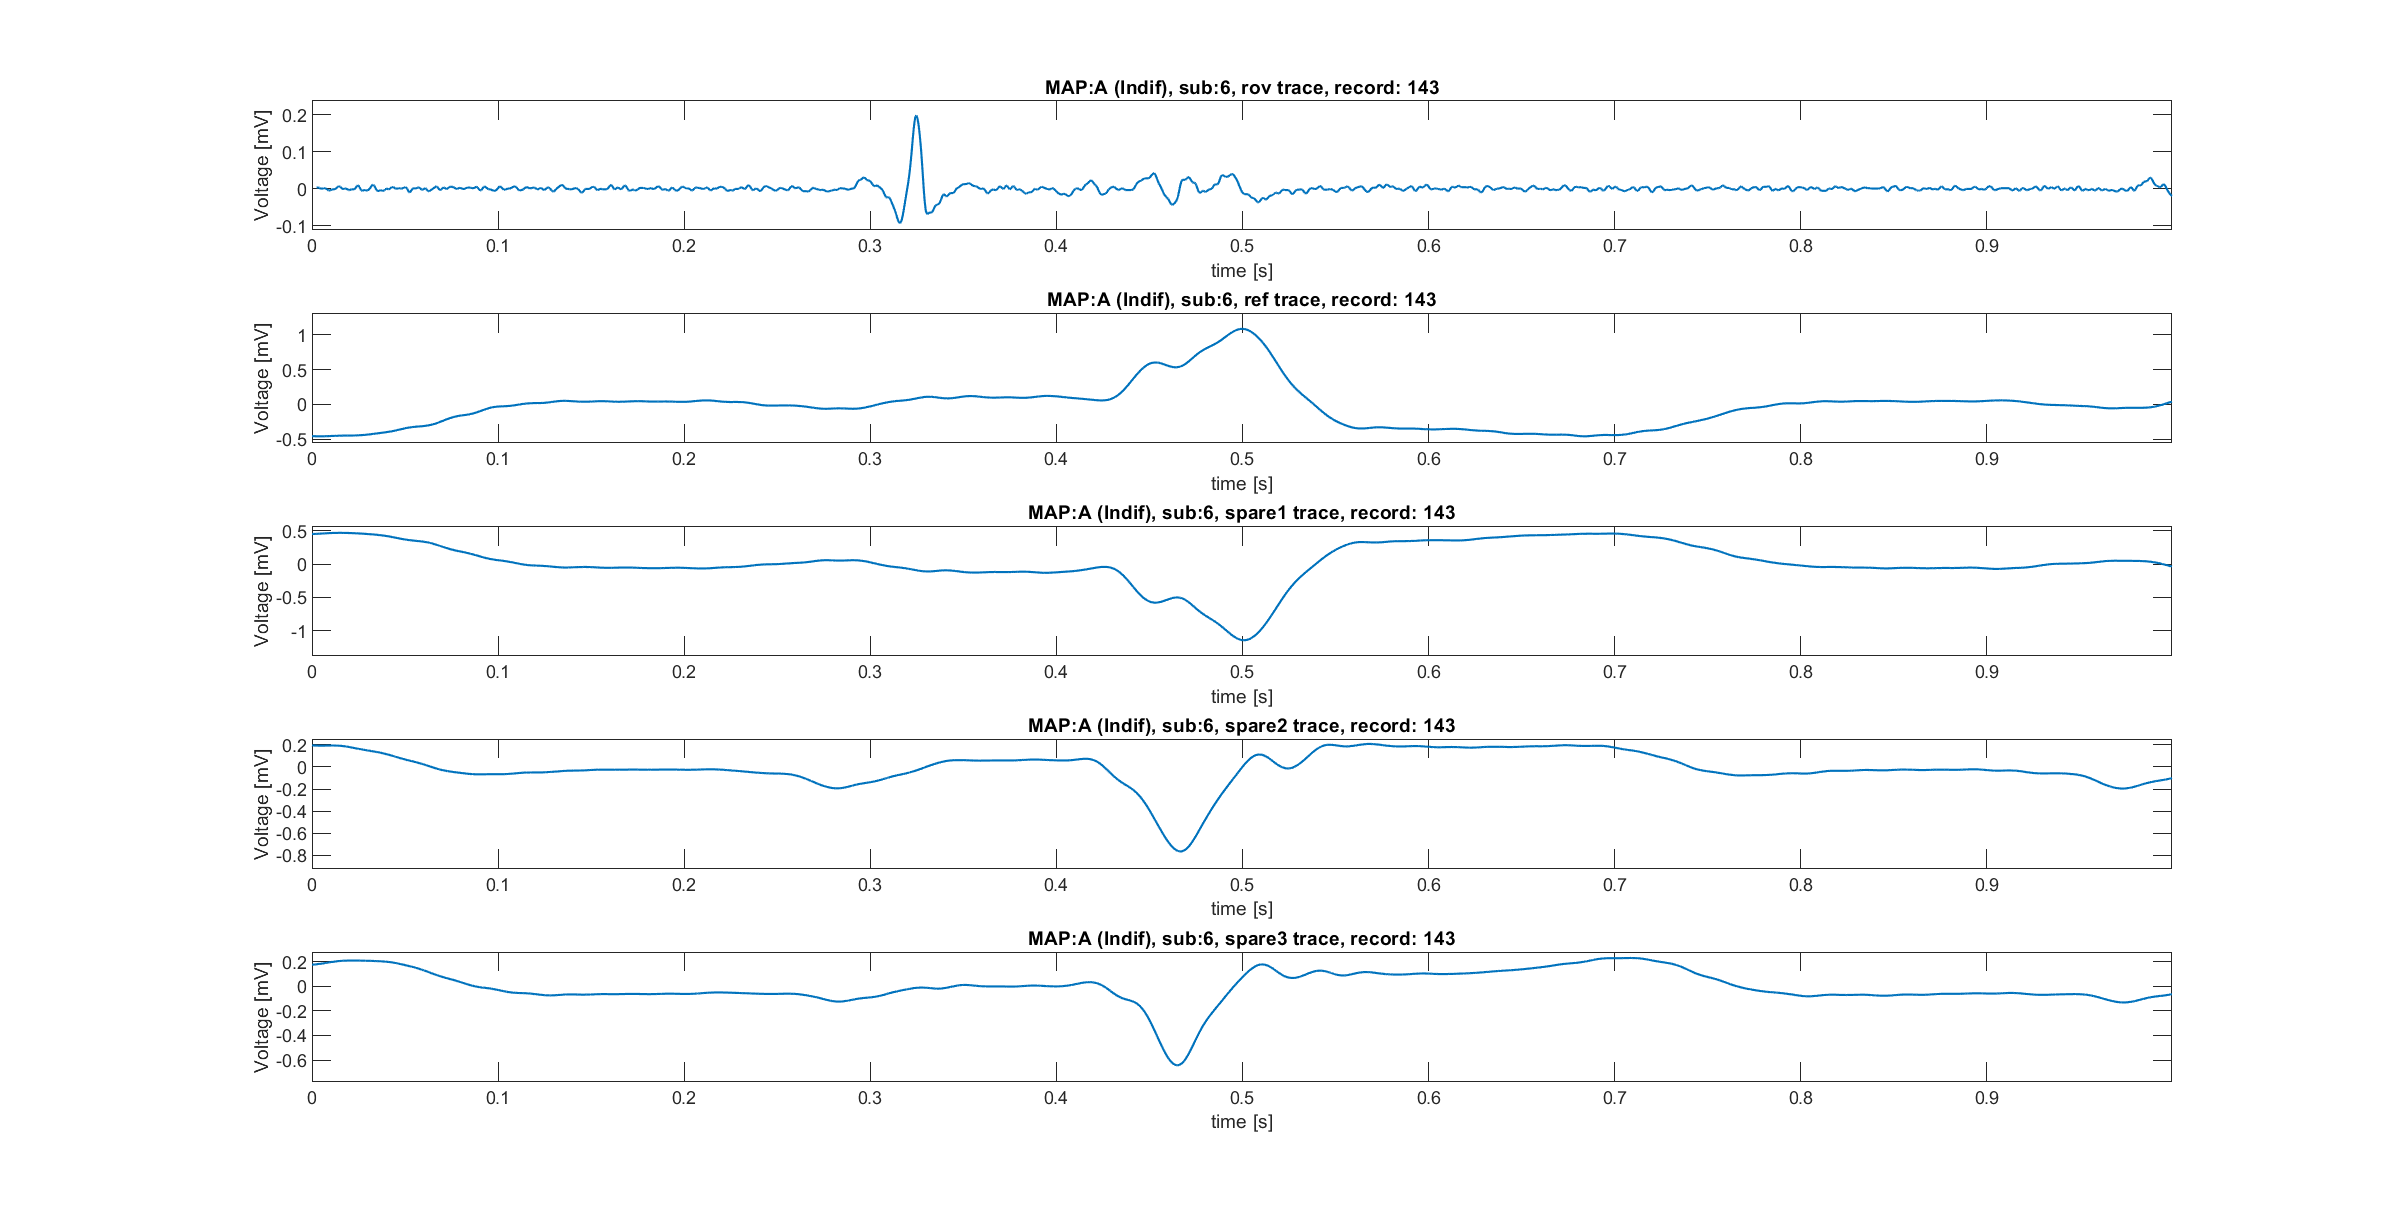 MAP:A (Indif), sub:6, rov trace, record: 143
Voltage [mV]
0.2
0.1
0
-0.1
0 0.1 0.2 0.3 0.4 0.5 0.6 0.7 0.8 0.9
time [s]
MAP:A (Indif), sub:6, ref trace, record: 143
Voltage [mV]
1
0.5
0
-0.5
0 0.1 0.2 0.3 0.4 0.5 0.6 0.7 0.8 0.9
time [s]
MAP:A (Indif), sub:6, spare1 trace, record: 143
Voltage [mV]
0.5
0
-0.5
-1
0 0.1 0.2 0.3 0.4 0.5 0.6 0.7 0.8 0.9
time [s]
MAP:A (Indif), sub:6, spare2 trace, record: 143
Voltage [mV]
0.2
0
-0.2
-0.4
-0.6
-0.8
0 0.1 0.2 0.3 0.4 0.5 0.6 0.7 0.8 0.9
time [s]
MAP:A (Indif), sub:6, spare3 trace, record: 143
Voltage [mV]
0.2
0
-0.2
-0.4
-0.6
0 0.1 0.2 0.3 0.4 0.5 0.6 0.7 0.8 0.9
time [s]